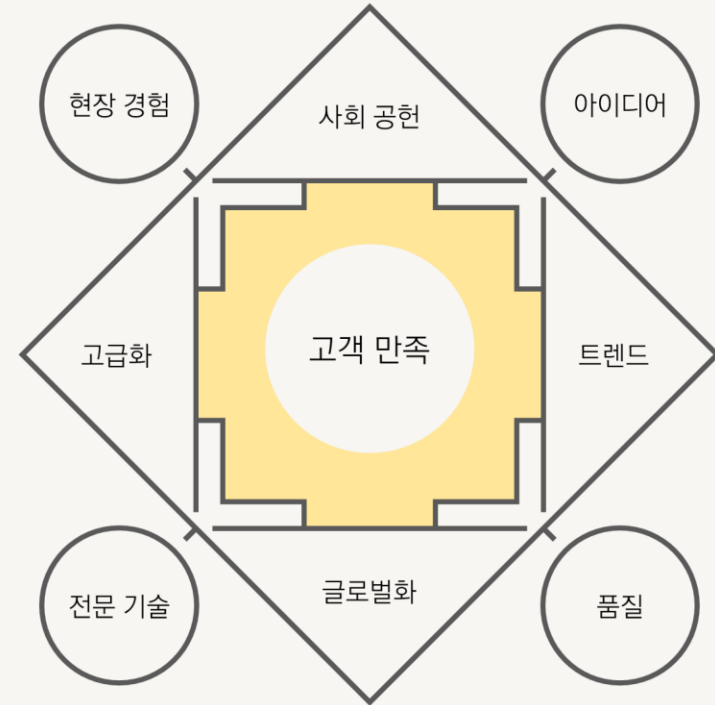 현장 경험
아이디어
사회 공헌
고급화
고객 만족
트렌드
글로벌화
전문 기술
품질